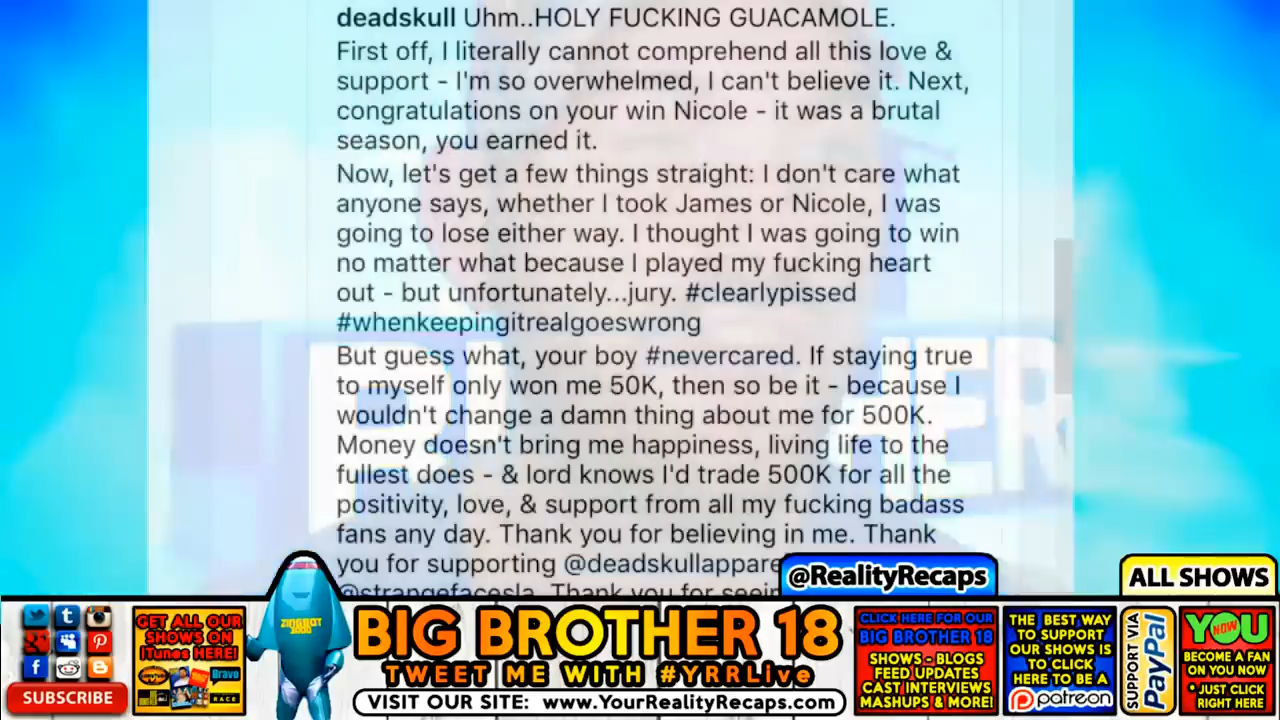 deadskull Uhm..HOLY FUCKING GUACAMOLE.
First off, I literally cannot comprehend all this love &
support - I'm so overwhelmed, I can't believe it. Next,
congratulations on your win Nicole - it was a brutal
season, you earned it.
Now, let's get a few things straight: I don't care what
anyone says, whether I took James or Nicole, I was
going to lose either way. I thought I was going to win
no matter what because I played my fucking heart
out - but unfortunately...jury. #clearlypissed
#whenkeepingitrealgoeswrong
But guess what, your boy #nevercared. If staying true
to myself only won me 50K, then so be it - because I
wouldn't change a damn thing about me for 500K.
Money doesn't bring me happiness, living life to the
fullest does - & lord knows I'd trade 500K for all the
positivity, love, & support from all my fucking badass
fans any day. Thank you for believing in me. Thank
you for supporting @deadskullappare
@strangefacesla. Thank you for seein
@RealityRecaps
ALL SHOWS
SUBSCRIBE
GET ALL OUR
SHOWS ON
iTunes HERE!
Bravo
RACE
ZINGBOT
3000
BIG BROTHER 18
TWEET ME WITH #YRRLive
VISIT OUR SITE: www.YourRealityRecaps.com
CLICK HERE FOR OUR
BIG BROTHER 18
SHOWS - BLOGS
FEED UPDATES
CAST INTERVIEWS
MASHUPS & MORE!
THE BEST WAY
TO SUPPORT
OUR SHOWS IS
TO CLICK
HERE TO BE A
patreon
SUPPORT VIA
PayPal
YOU
NOW
BECOME A FAN
ON YOU NOW
* JUST CLICK
RIGHT HERE